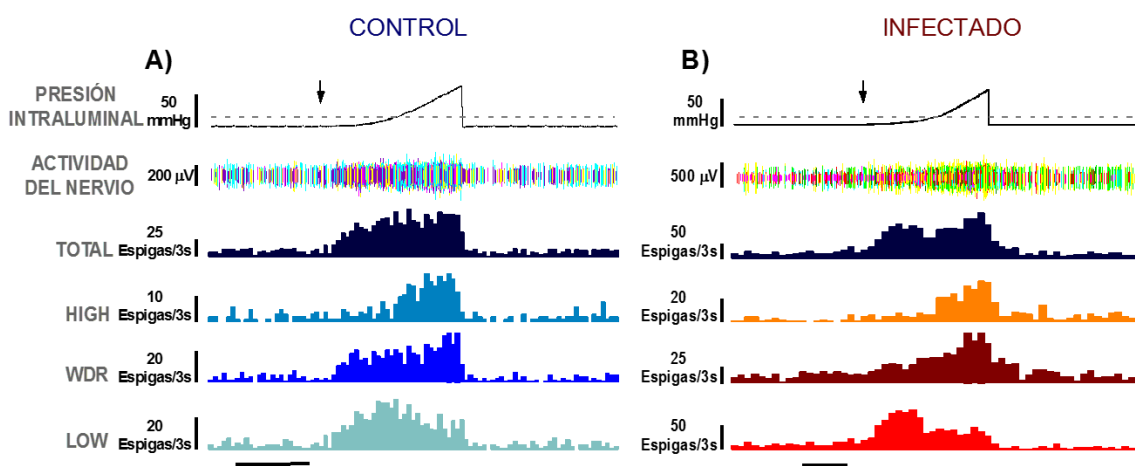 CONTROL
INFECTADO
A)
B)
PRESIÓN
INTRALUMINAL
50
mmHg
50
mmHg
ACTIVIDAD
DEL NERVIO
200 µV
500 µV
TOTAL
25
Espigas/3s
50
Espigas/3s
HIGH
10
Espigas/3s
20
Espigas/3s
WDR
20
Espigas/3s
25
Espigas/3s
LOW
20
Espigas/3s
50
Espigas/3s